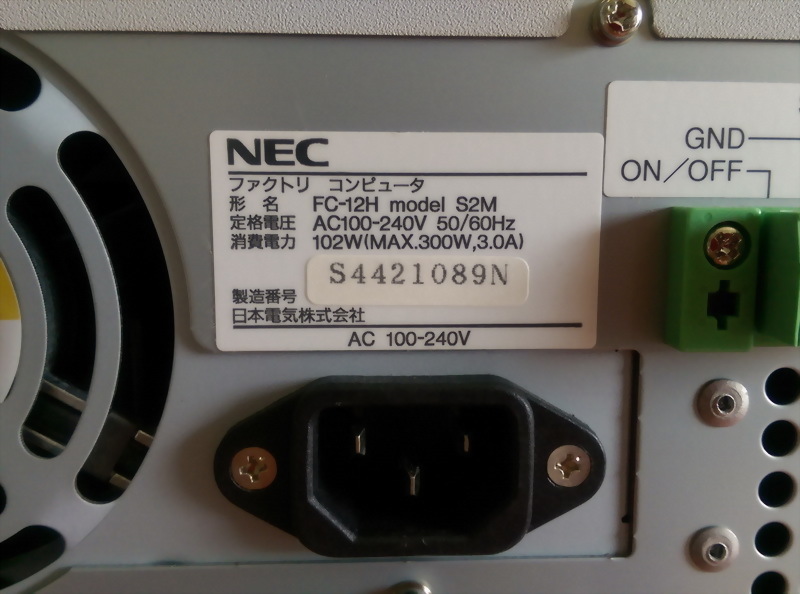 NEC
ファクトリ コンピュータ
形 名 FC-12H model S2M
定格電圧 AC100-240V 50/60Hz
消費電力 102W(MAX.300W,3.0A)
S4421089N
製造番号
日本電気株式会社
AC 100-240V
GND
ON/OFF